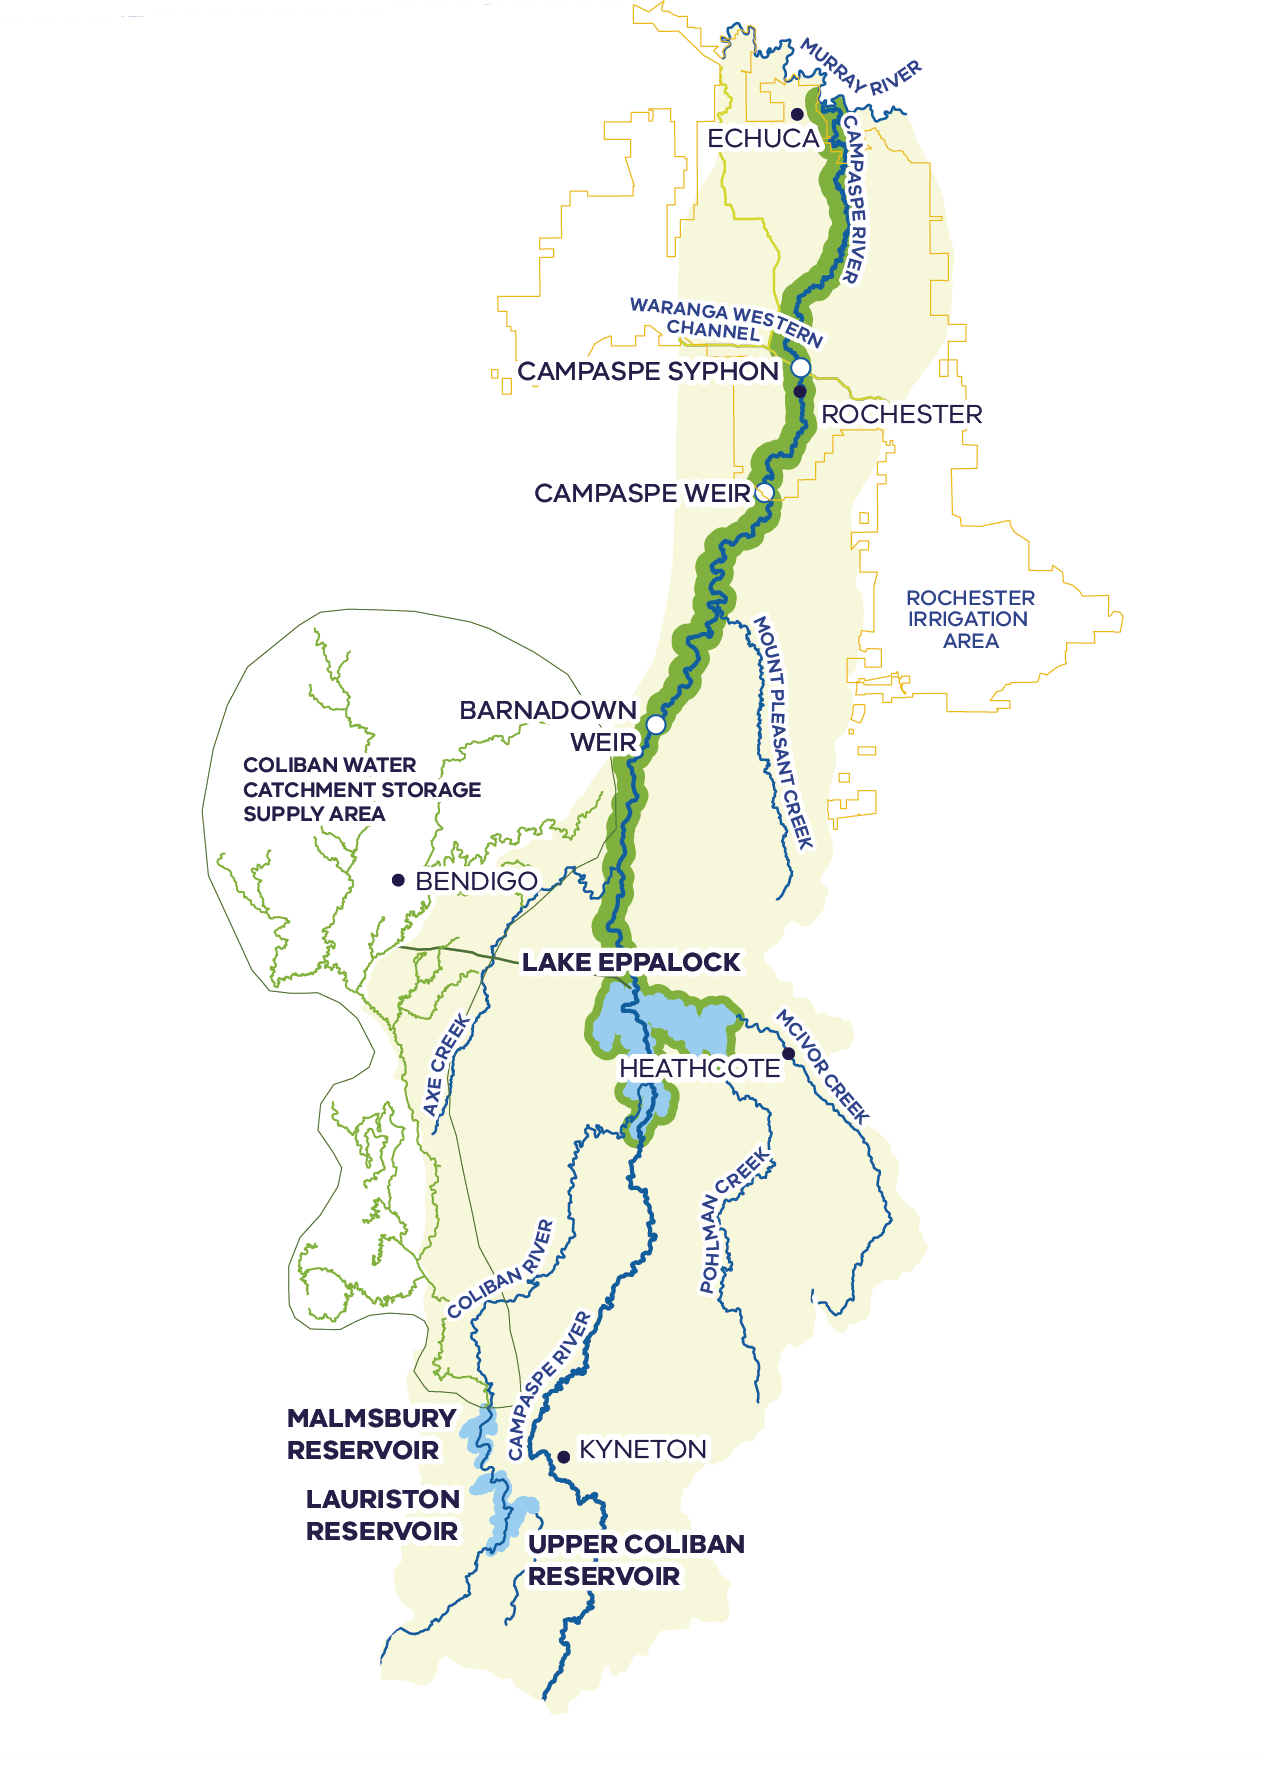 MURRAY RIVER
ECHUCA
CAMPASPE RIVER
WARANGA WESTERN
CHANNEL
CAMPASPE SYPHON
ROCHESTER
CAMPASPE WEIR
ROCHESTER
IRRIGATION
AREA
MOUNT PLEASANT CREEK
BARNADOWN
WEIR
COLIBAN WATER
CATCHMENT STORAGE
SUPPLY AREA
BENDIGO
LAKE EPPALOCK
AXE CREEK
HEATHCOTE
MCIVOR CREEK
POHLMAN CREEK
COLIBAN RIVER
CAMPASPE RIVER
MALMSBURY
RESERVOIR
KYNETON
LAURISTON
RESERVOIR
UPPER COLIBAN
RESERVOIR